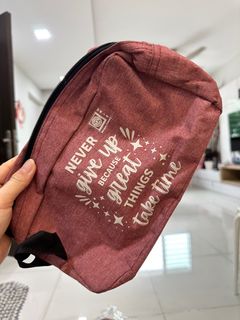 NEVER
give up
BECAUSE
great
THINGS
take time